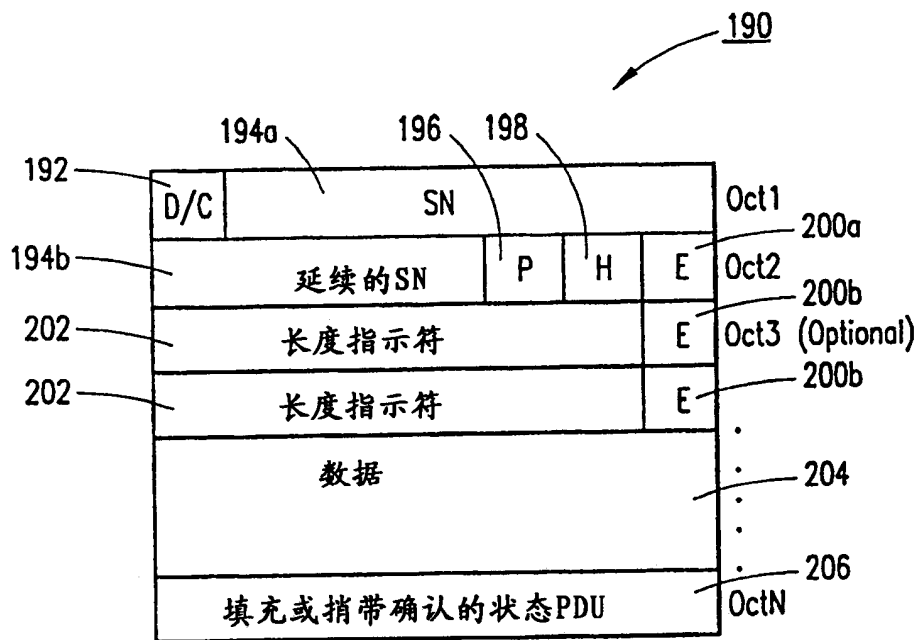 190
194a 196 198
192 D/C SN Oct1
200a
194b 延续的SN P H E Oct2
200b
202 长度指示符 E Oct3 (Optional)
202 长度指示符 E 200b
数据
204
206
填充或捎带确认的状态PDU OctN